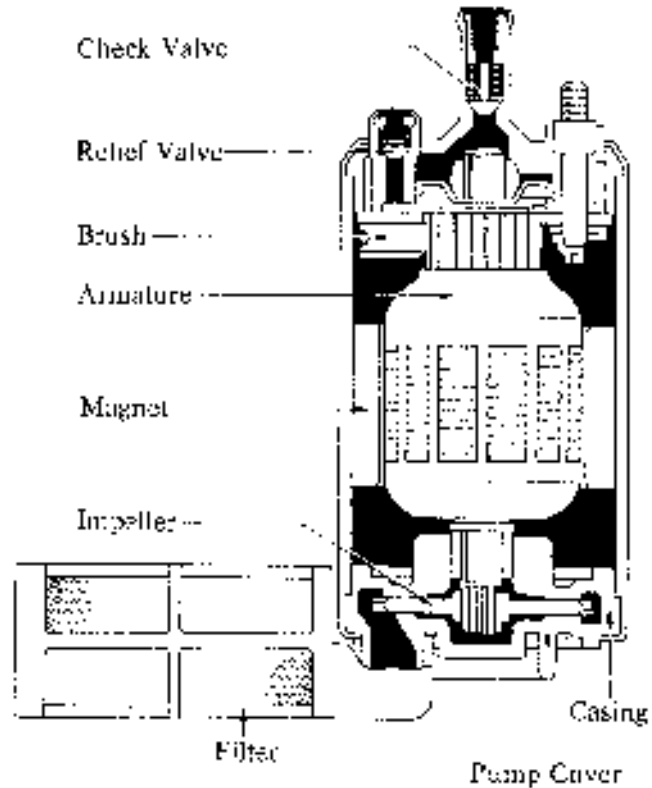 Check Valve
Relief Valve
Brush
Armature
Magnet
Impeller
Casing
Filter
Pump Cover